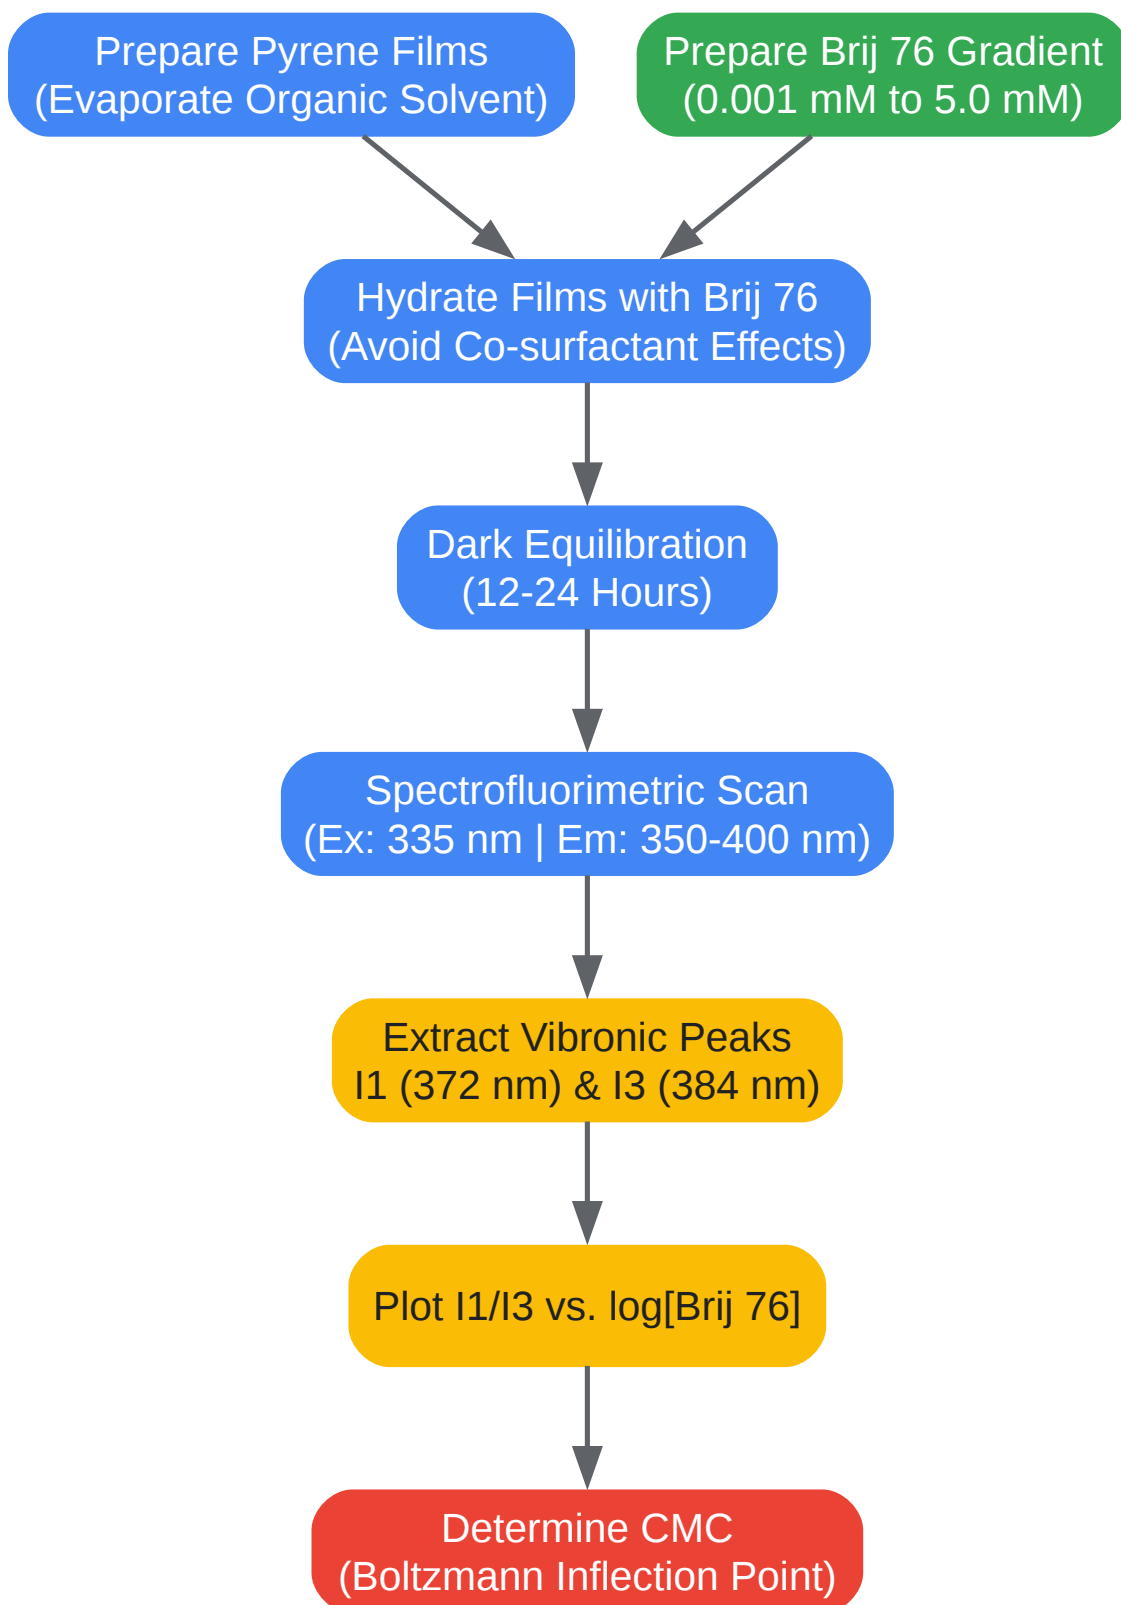 Prepare Pyrene Films
(Evaporate Organic Solvent)
Prepare Brij 76 Gradient
(0.001 mM to 5.0 mM)
Hydrate Films with Brij 76
(Avoid Co-surfactant Effects)
Dark Equilibration
(12-24 Hours)
Spectrofluorimetric Scan
(Ex: 335 nm | Em: 350-400 nm)
Extract Vibronic Peaks
I1 (372 nm) & I3 (384 nm)
Plot I1/I3 vs. log[Brij 76]
Determine CMC
(Boltzmann Inflection Point)